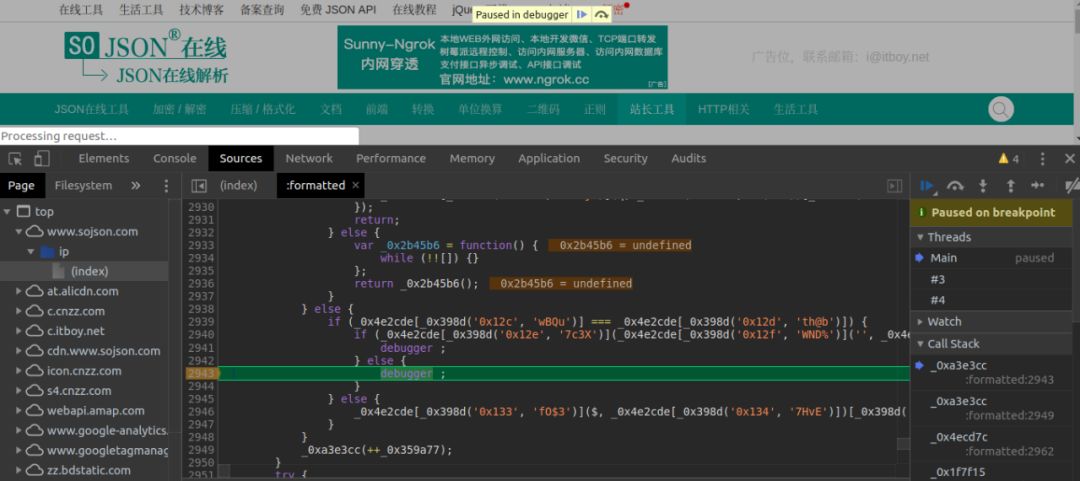 在线工具 生活工具 技术博客 备案查询 免费 JSON API 在线教程 jQue
Paused in debugger
SO JSON®在线
JSON在线解析
Sunny-Ngrok
内网穿透
本地WEB外网访问、本地开发微信、TCP端口转发
树莓派远程控制、访问内网服务器、访问内网数据库
支付接口异步调试、API接口调试
官网地址：www.ngrok.cc
[广告]
广告位，联系邮箱：i@itboy.net
JSON在线工具 加密 / 解密 压缩 / 格式化 文档 前端 转换 单位换算 二维码 正则 站长工具 HTTP相关 生活工具
Processing request…
Elements Console Sources Network Performance Memory Application Security Audits 4
Page Filesystem » (index) :formatted ×
top
www.sojson.com
ip
(index)
at.alicdn.com
c.cnzz.com
c.itboy.net
cdn.www.sojson.com
icon.cnzz.com
s4.cnzz.com
webapi.amap.com
www.google-analytics.
www.googletagmanag
zz.bdstatic.com
2930 });
2931 return;
2932 } else {
2933 var _0x2b45b6 = function() { _0x2b45b6 = undefined
2934 while (!![]) {}
2935 };
2936 return _0x2b45b6(); _0x2b45b6 = undefined
2937 }
2938 } else {
2939 if (_0x4e2cde[_0x398d('0x12c', 'wBQu')] === _0x4e2cde[_0x398d('0x12d', 'th@b')]) {
2940 if (_0x4e2cde[_0x398d('0x12e', '7c3X')](_0x4e2cde[_0x398d('0x12f', 'WND%')]('', _0x4e
2941 debugger ;
2942 } else {
2943 debugger ;
2944 }
2945 } else {
2946 _0x4e2cde[_0x398d('0x133', 'fO$3')]($, _0x4e2cde[_0x398d('0x134', '7HvE')])[_0x398d('
2947 }
2948 }
2949 _0xa3e3cc(++_0x359a77);
2950 }
2951 try {
Paused on breakpoint
Threads
Main paused
#3
#4
Watch
Call Stack
_0xa3e3cc
:formatted:2943
_0xa3e3cc
:formatted:2949
_0x4ecd7c
:formatted:2962
_0x1f7f15